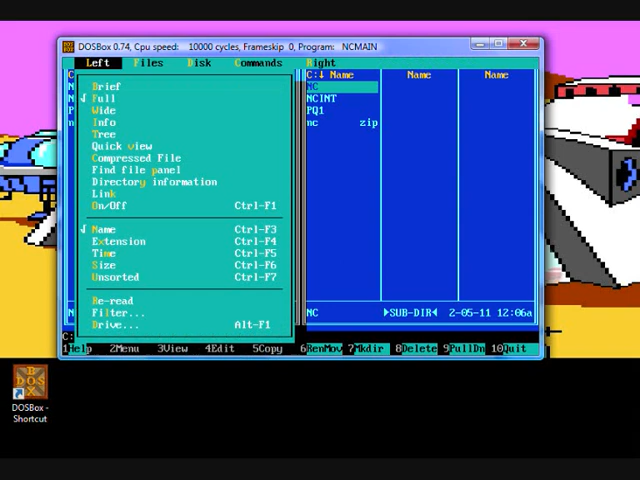 DOSBox 0.74, Cpu speed: 10000 cycles, Frameskip 0, Program: NCMAIN
Left Files Disk Commands Right
Brief
√ Full
Wide
Info
Tree
Quick view
Compressed File
Find file panel
Directory information
Link
On/Off Ctrl-F1
√ Name Ctrl-F3
Extension Ctrl-F4
Time Ctrl-F5
Size Ctrl-F6
Unsorted Ctrl-F7
Re-read
Filter...
Drive... Alt-F1
C:↓ Name Name Name
NC
NCINT
PQ1
nc zip
NC ►SUB-DIR◄ 2-05-11 12:06a
C:
1Help 2Menu 3View 4Edit 5Copy 6RenMov 7Mkdir 8Delete 9PullDn 10Quit
DOSBox -
Shortcut